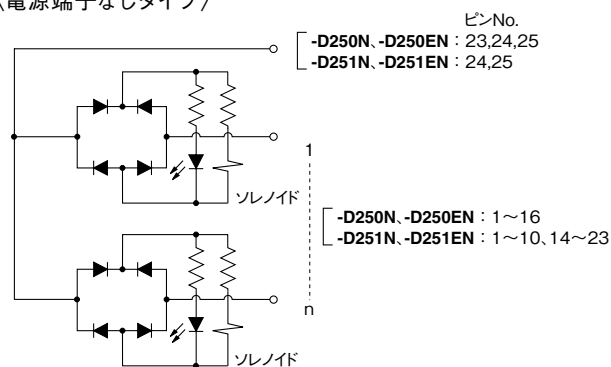 〈電源端子なしタイプ〉
ピンNo.
-D250N、-D250EN：23,24,25
-D251N、-D251EN：24,25
1
ソレノイド
-D250N、-D250EN：1～16
-D251N、-D251EN：1～10、14～23
n
ソレノイド